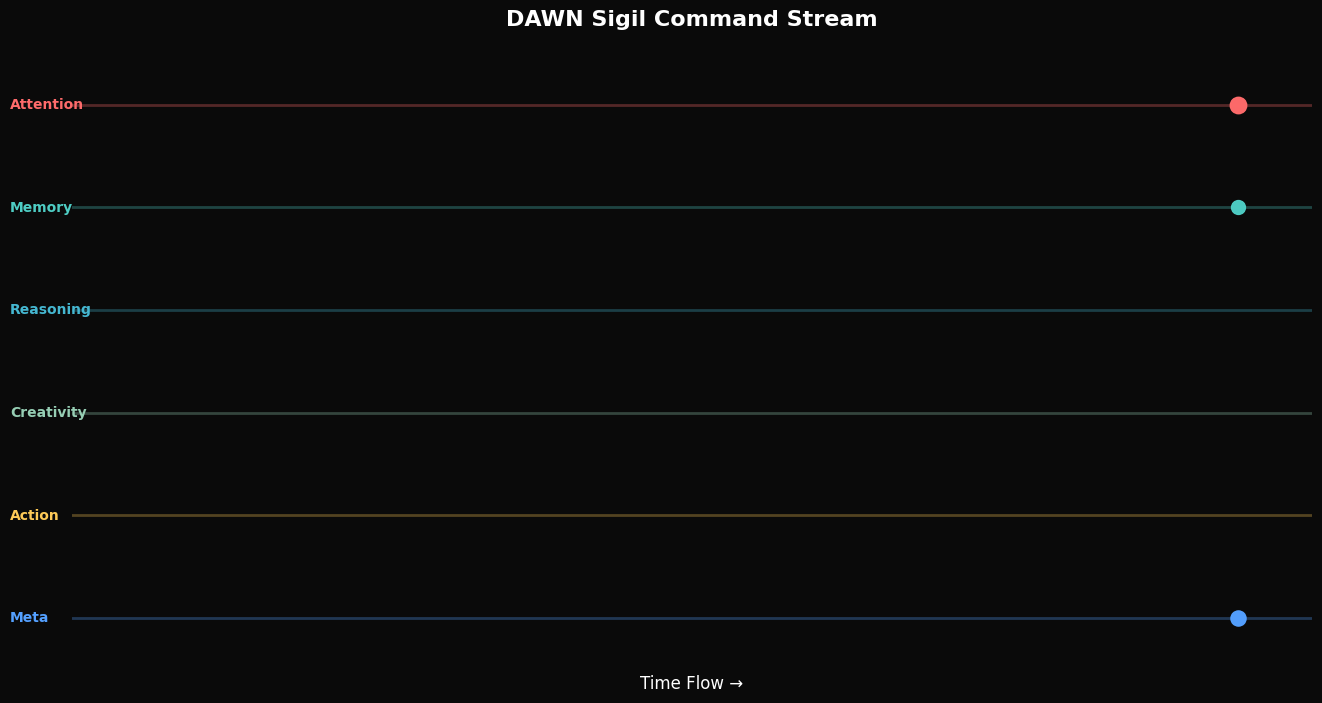 DAWN Sigil Command Stream
Attention
Memory
Reasoning
Creativity
Action
Meta
Time Flow →